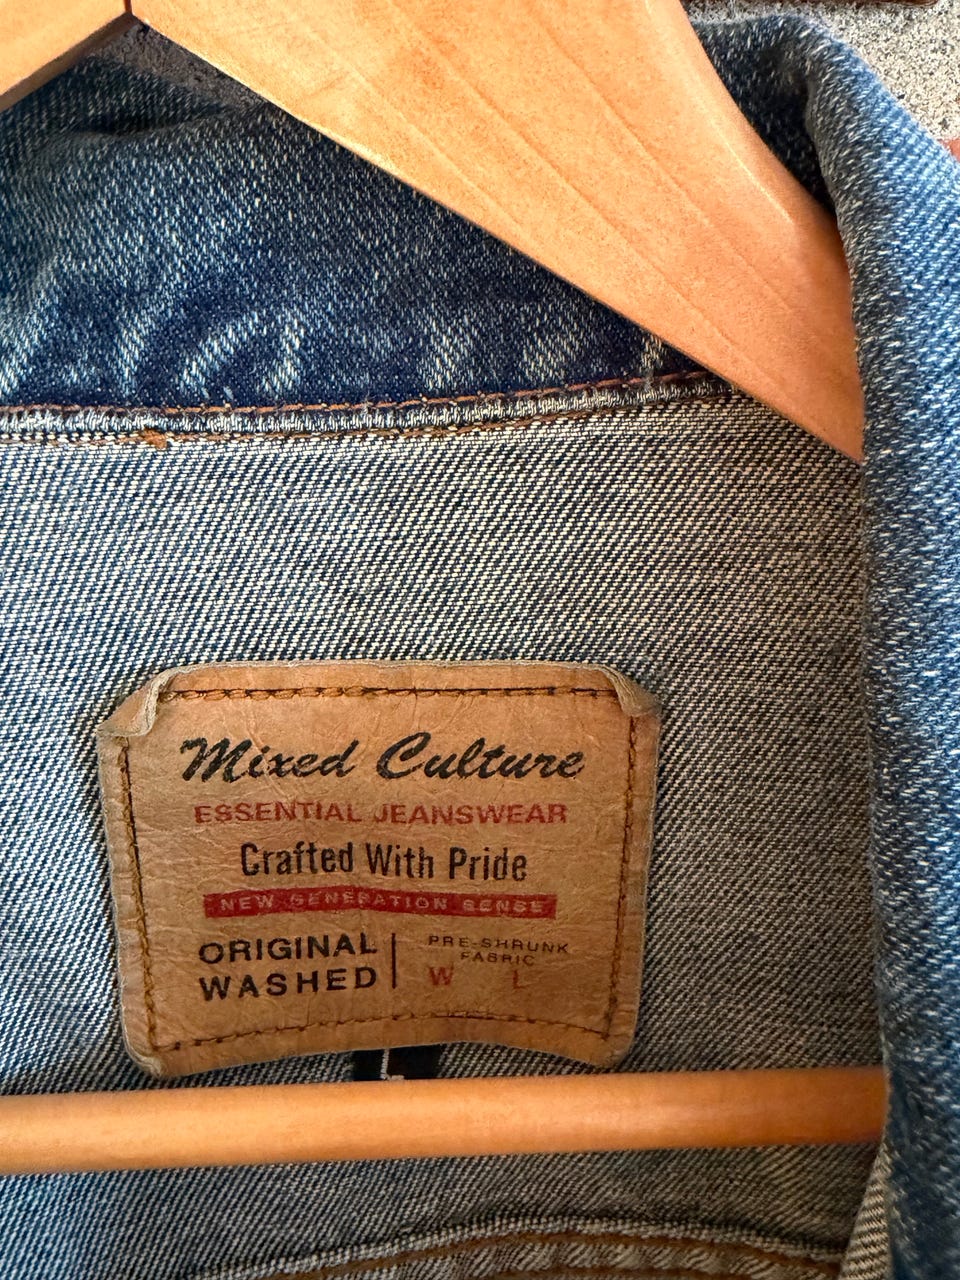 Mixed Culture
ESSENTIAL JEANSWEAR
Crafted With Pride
NEW GENERATION SENSE
ORIGINAL
WASHED
PRE-SHRUNK
FABRIC
W L